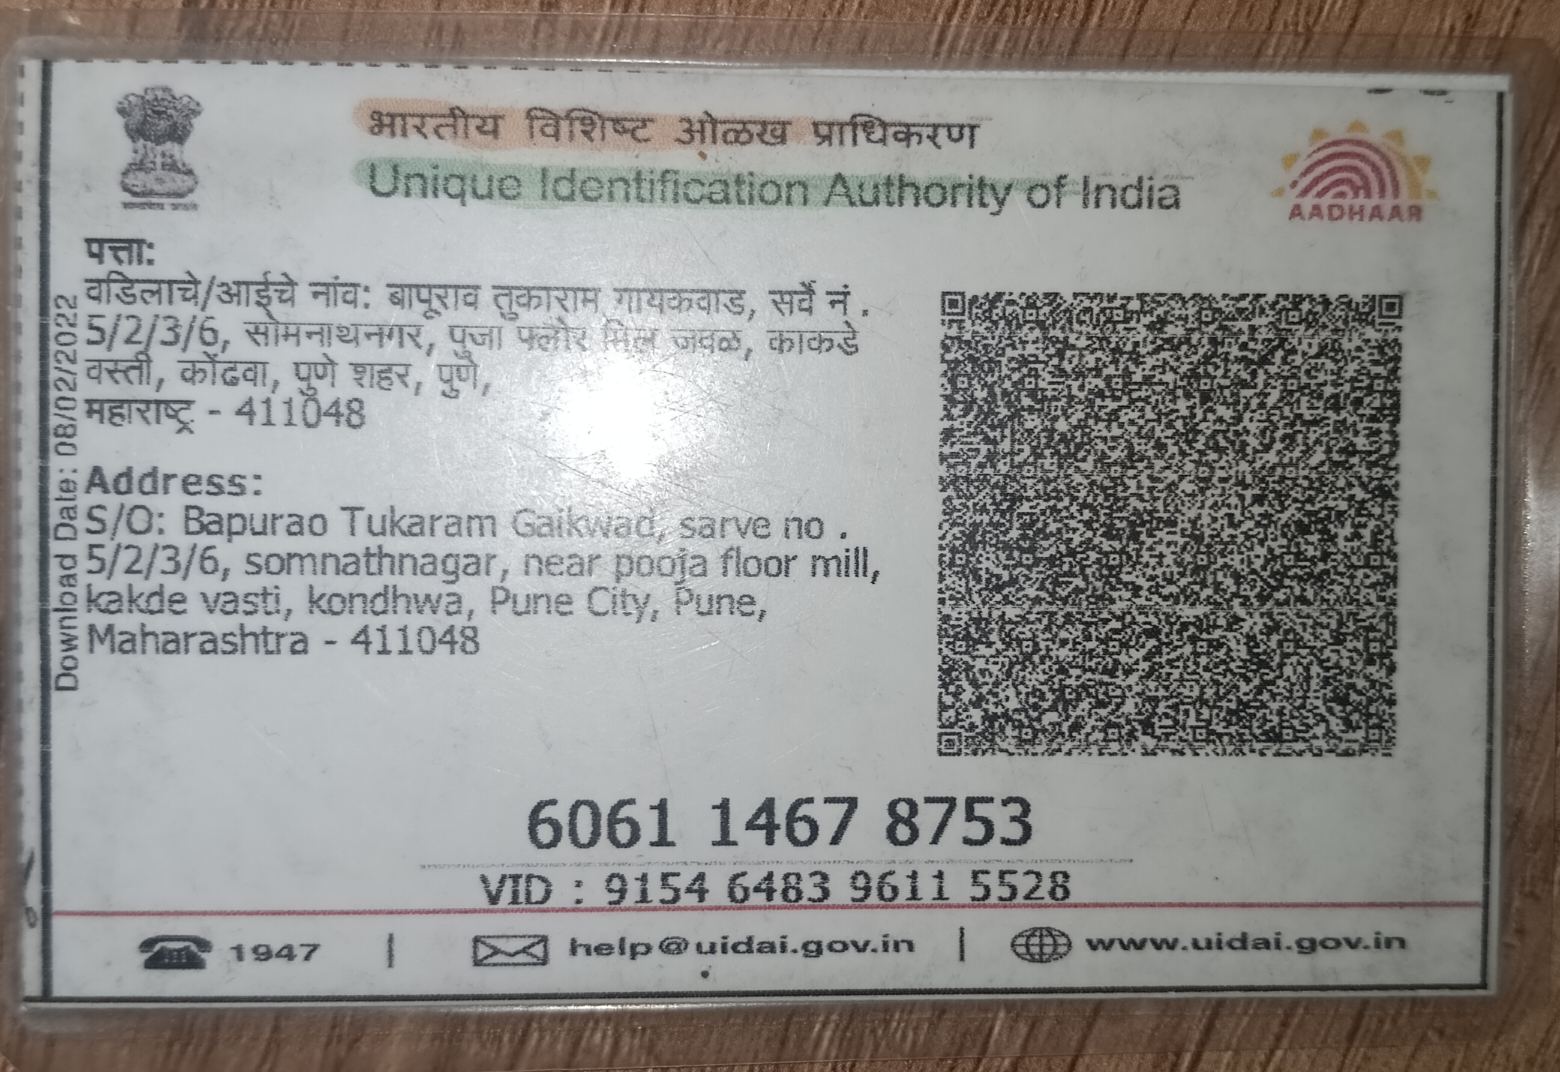 भारतीय विशिष्ट ओळख प्राधिकरण
Unique Identification Authority of India
AADHAAR
पत्ता:
वडिलाचे/आईचे नांव: बापूराव तुकाराम गायकवाड, सर्वे नं .
5/2/3/6, सोमनाथनगर, पुजा फ्लोर मिल जवळ, काकडे
वस्ती, कोंढवा, पुणे शहर, पुणे,
महाराष्ट्र - 411048
Address:
S/O: Bapurao Tukaram Gaikwad, sarve no .
5/2/3/6, somnathnagar, near pooja floor mill,
kakde vasti, kondhwa, Pune City, Pune,
Maharashtra - 411048
Download Date: 08/02/2022
6061 1467 8753
VID : 9154 6483 9611 5528
1947 | help@uidai.gov.in | www.uidai.gov.in